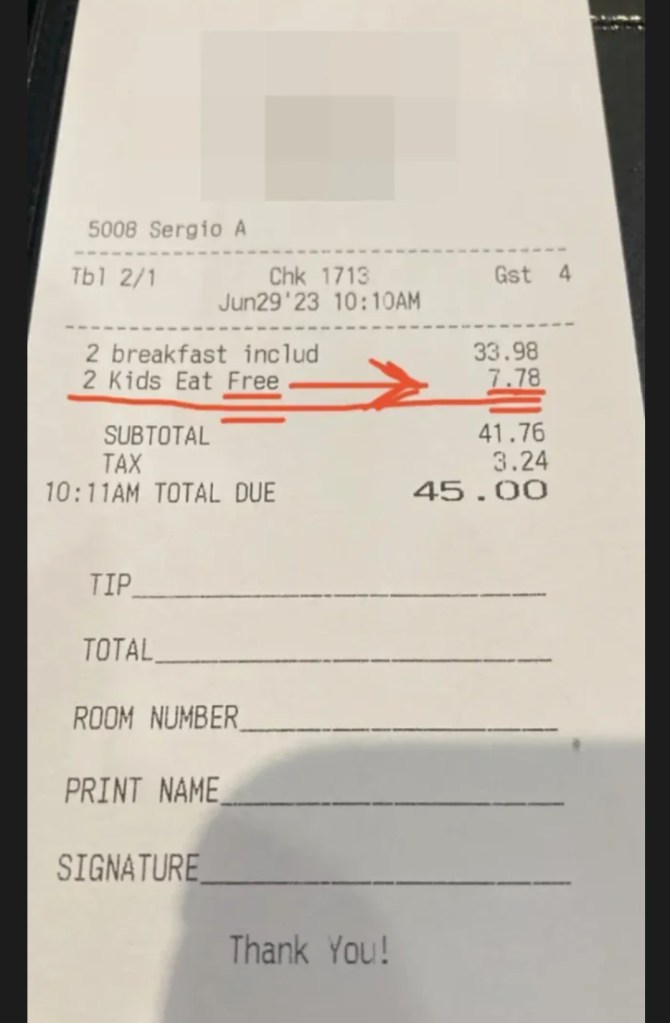 5008 Sergio A
Tbl 2/1 Chk 1713 Gst 4
Jun29'23 10:10AM
2 breakfast includ 33.98
2 Kids Eat Free 7.78
SUBTOTAL 41.76
TAX 3.24
10:11AM TOTAL DUE 45.00
TIP
TOTAL
ROOM NUMBER
PRINT NAME
SIGNATURE
Thank You!